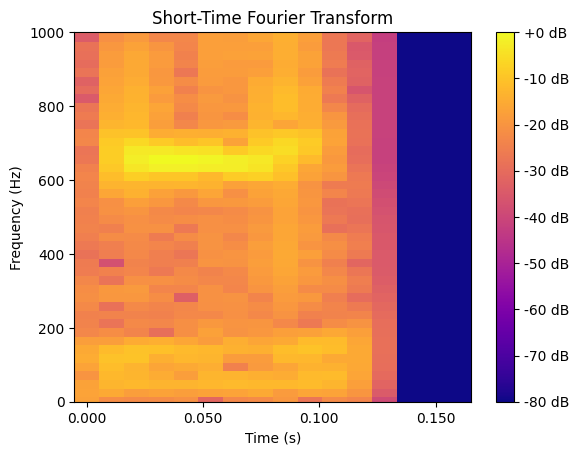 Short-Time Fourier Transform
1000
800
600
400
200
0
Frequency (Hz)
0.000
0.050
0.100
0.150
Time (s)
+0 dB
-10 dB
-20 dB
-30 dB
-40 dB
-50 dB
-60 dB
-70 dB
-80 dB